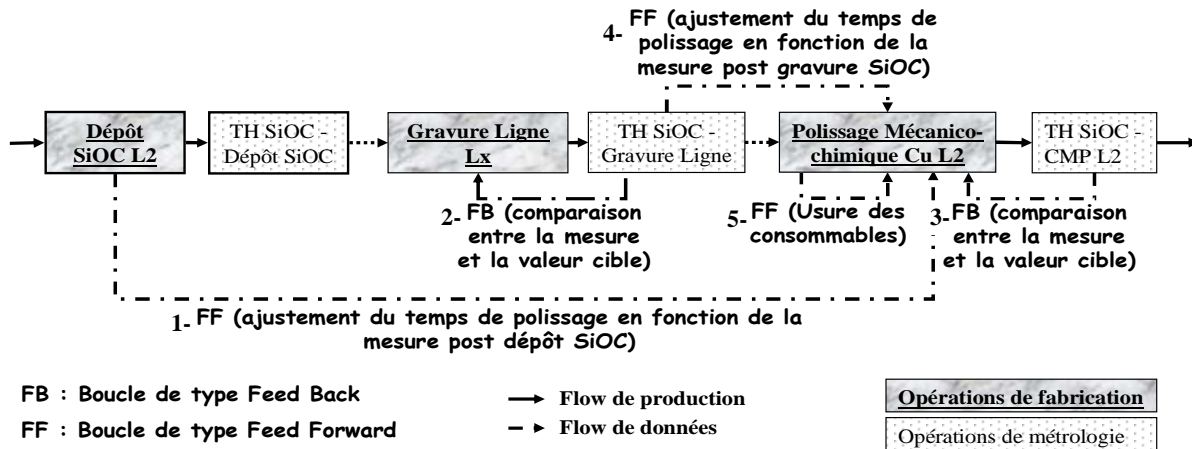 4- FF (ajustement du temps de
polissage en fonction de la
mesure post gravure SiOC)
Dépôt
SiOC L2
TH SiOC -
Dépôt SiOC
Gravure Ligne
Lx
TH SiOC -
Gravure Ligne
Polissage Mécanico-
chimique Cu L2
TH SiOC -
CMP L2
2- FB (comparaison
entre la mesure
et la valeur cible)
5- FF (Usure des
consommables)
3- FB (comparaison
entre la mesure
et la valeur cible)
1- FF (ajustement du temps de polissage en fonction de la
mesure post dépôt SiOC)
FB : Boucle de type Feed Back
FF : Boucle de type Feed Forward
Flow de production
Flow de données
Opérations de fabrication
Opérations de métrologie